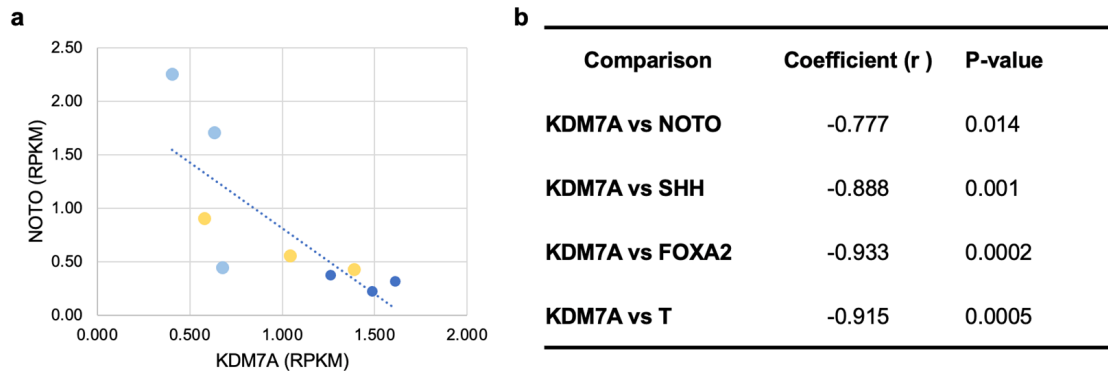 a
2.50
2.00
1.50
1.00
0.50
0.00
NOTO (RPKM)
0.000 0.500 1.000 1.500 2.000
KDM7A (RPKM)
b
Comparison Coefficient (r ) P-value
KDM7A vs NOTO -0.777 0.014
KDM7A vs SHH -0.888 0.001
KDM7A vs FOXA2 -0.933 0.0002
KDM7A vs T -0.915 0.0005